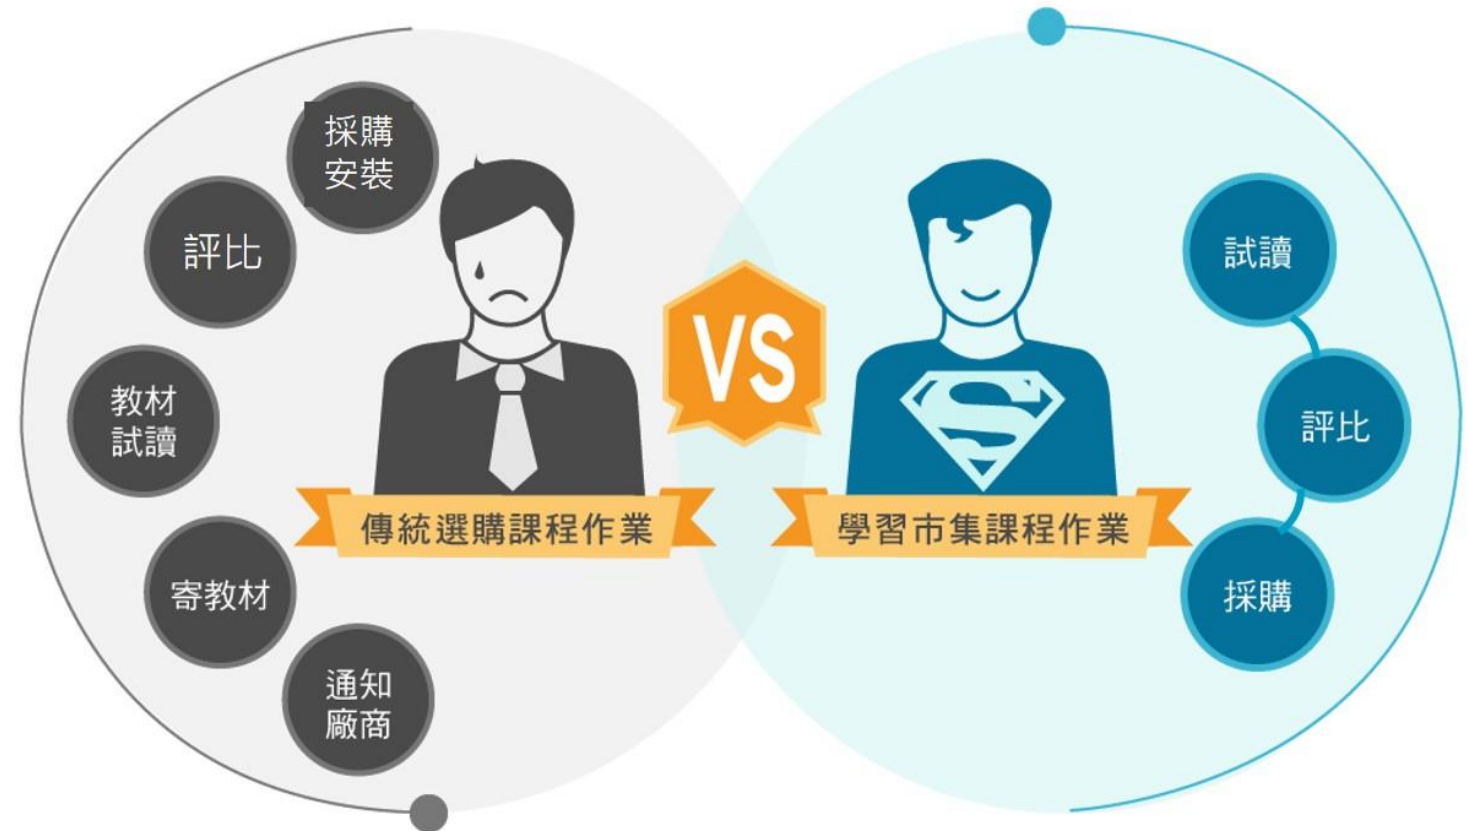 採購
安裝
評比
教材
試讀
寄教材
通知
廠商
傳統選購課程作業
VS
S
學習市集課程作業
試讀
評比
採購